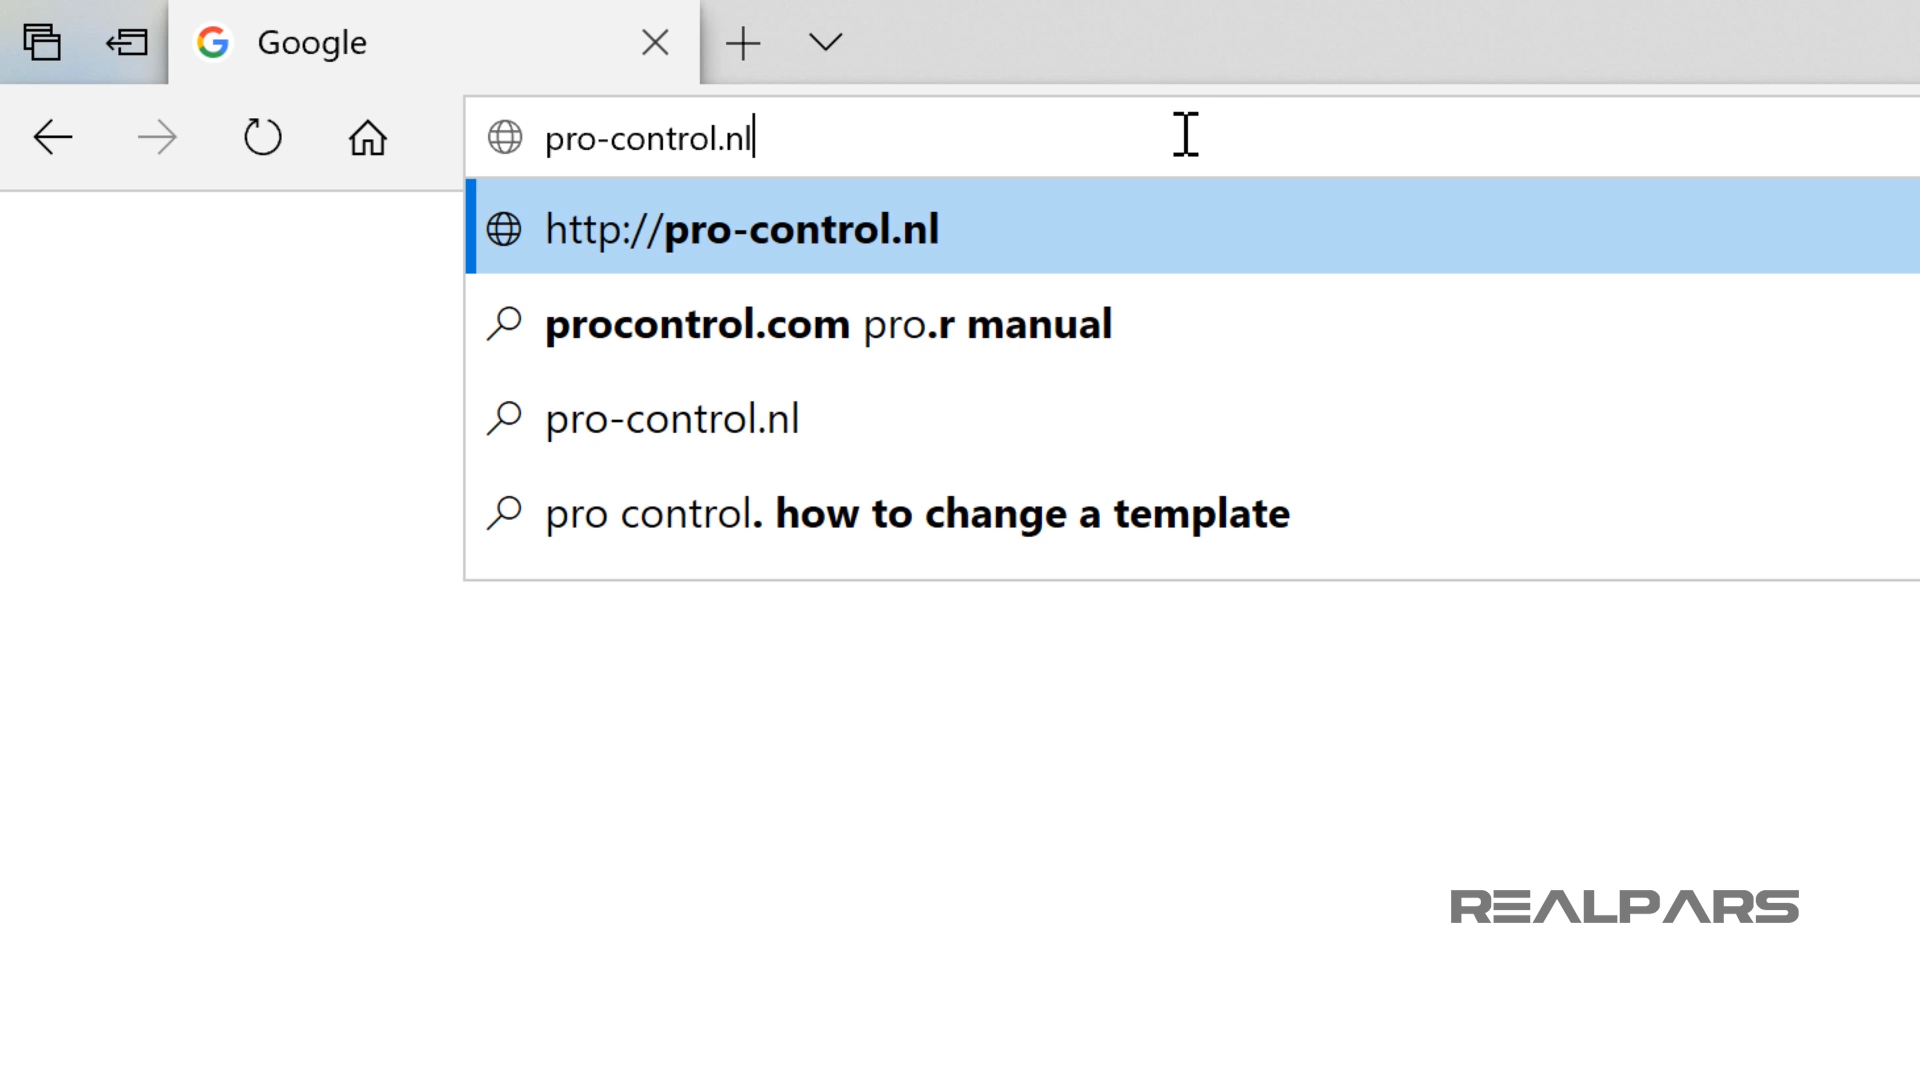 Google
pro-control.nl
http://pro-control.nl
procontrol.com pro.r manual
pro-control.nl
pro control. how to change a template
REALPARS